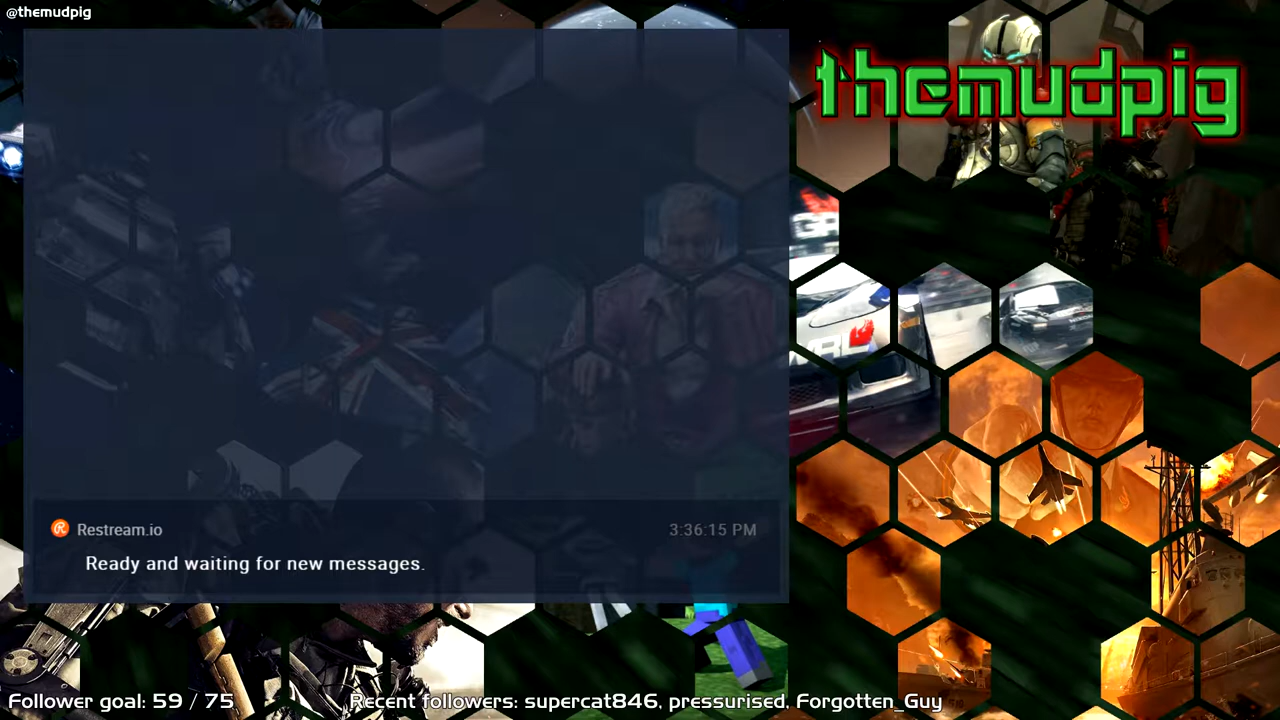 @themudpig
themudpig
Restream.io
3:36:15 PM
Ready and waiting for new messages.
Follower goal: 59 / 75
Recent followers: supercat846, pressurised, Forgotten_Guy